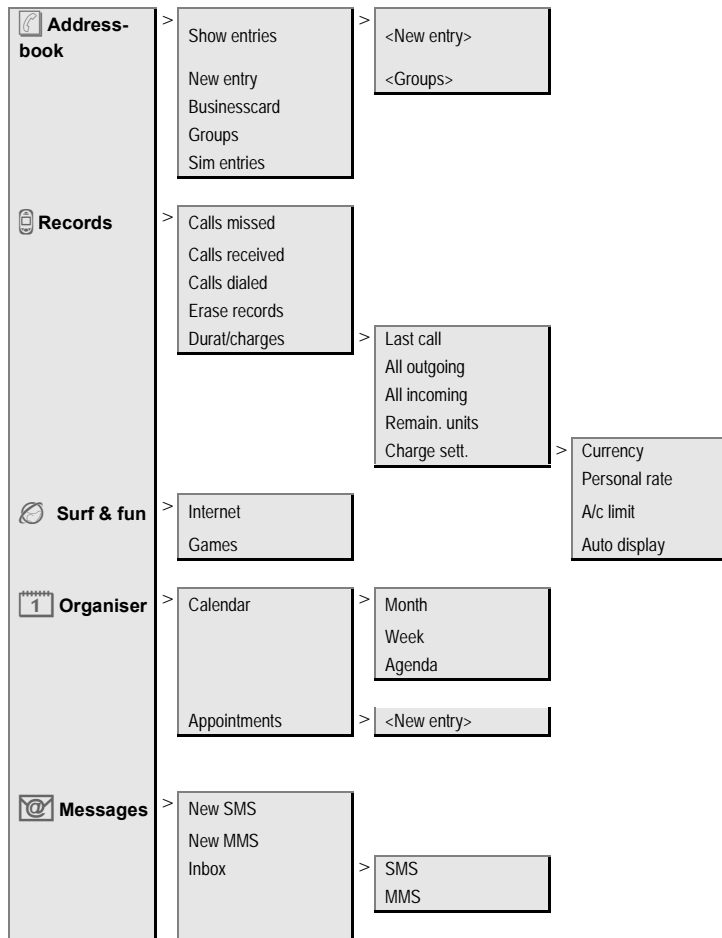 Address- > Show entries > <New entry>
book
New entry <Groups>
Businesscard
Groups
Sim entries
Records > Calls missed
Calls received
Calls dialed
Erase records
Durat/charges > Last call
All outgoing
All incoming
Remain. units
Charge sett. > Currency
Personal rate
Surf & fun > Internet A/c limit
Games Auto display
1 Organiser > Calendar > Month
Week
Agenda
Appointments > <New entry>
@ Messages > New SMS
New MMS
Inbox > SMS
MMS